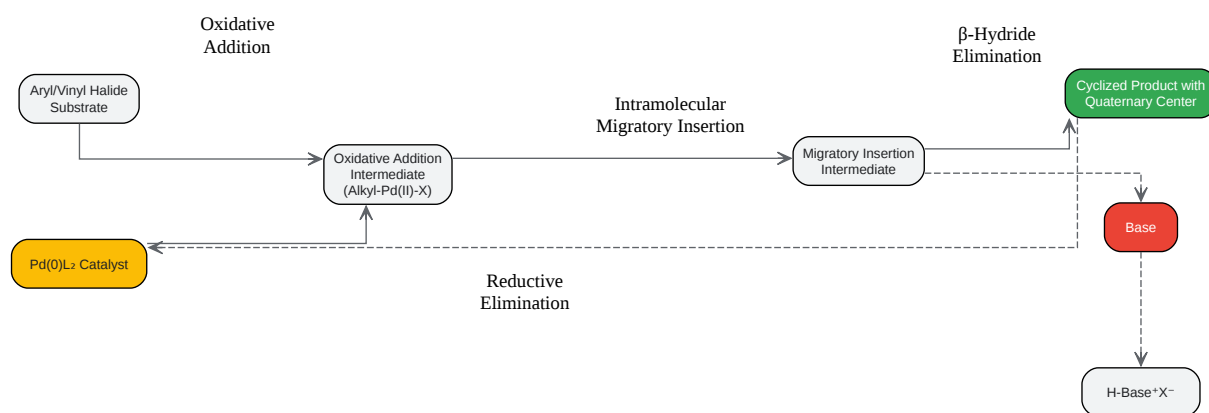 Oxidative
Addition
β-Hydride
Elimination
Aryl/Vinyl Halide
Substrate
Cyclized Product with
Quaternary Center
Intramolecular
Migratory Insertion
Oxidative Addition
Intermediate
(Alkyl-Pd(II)-X)
Migratory Insertion
Intermediate
Base
Pd(0)L₂ Catalyst
Reductive
Elimination
H-Base⁺X⁻